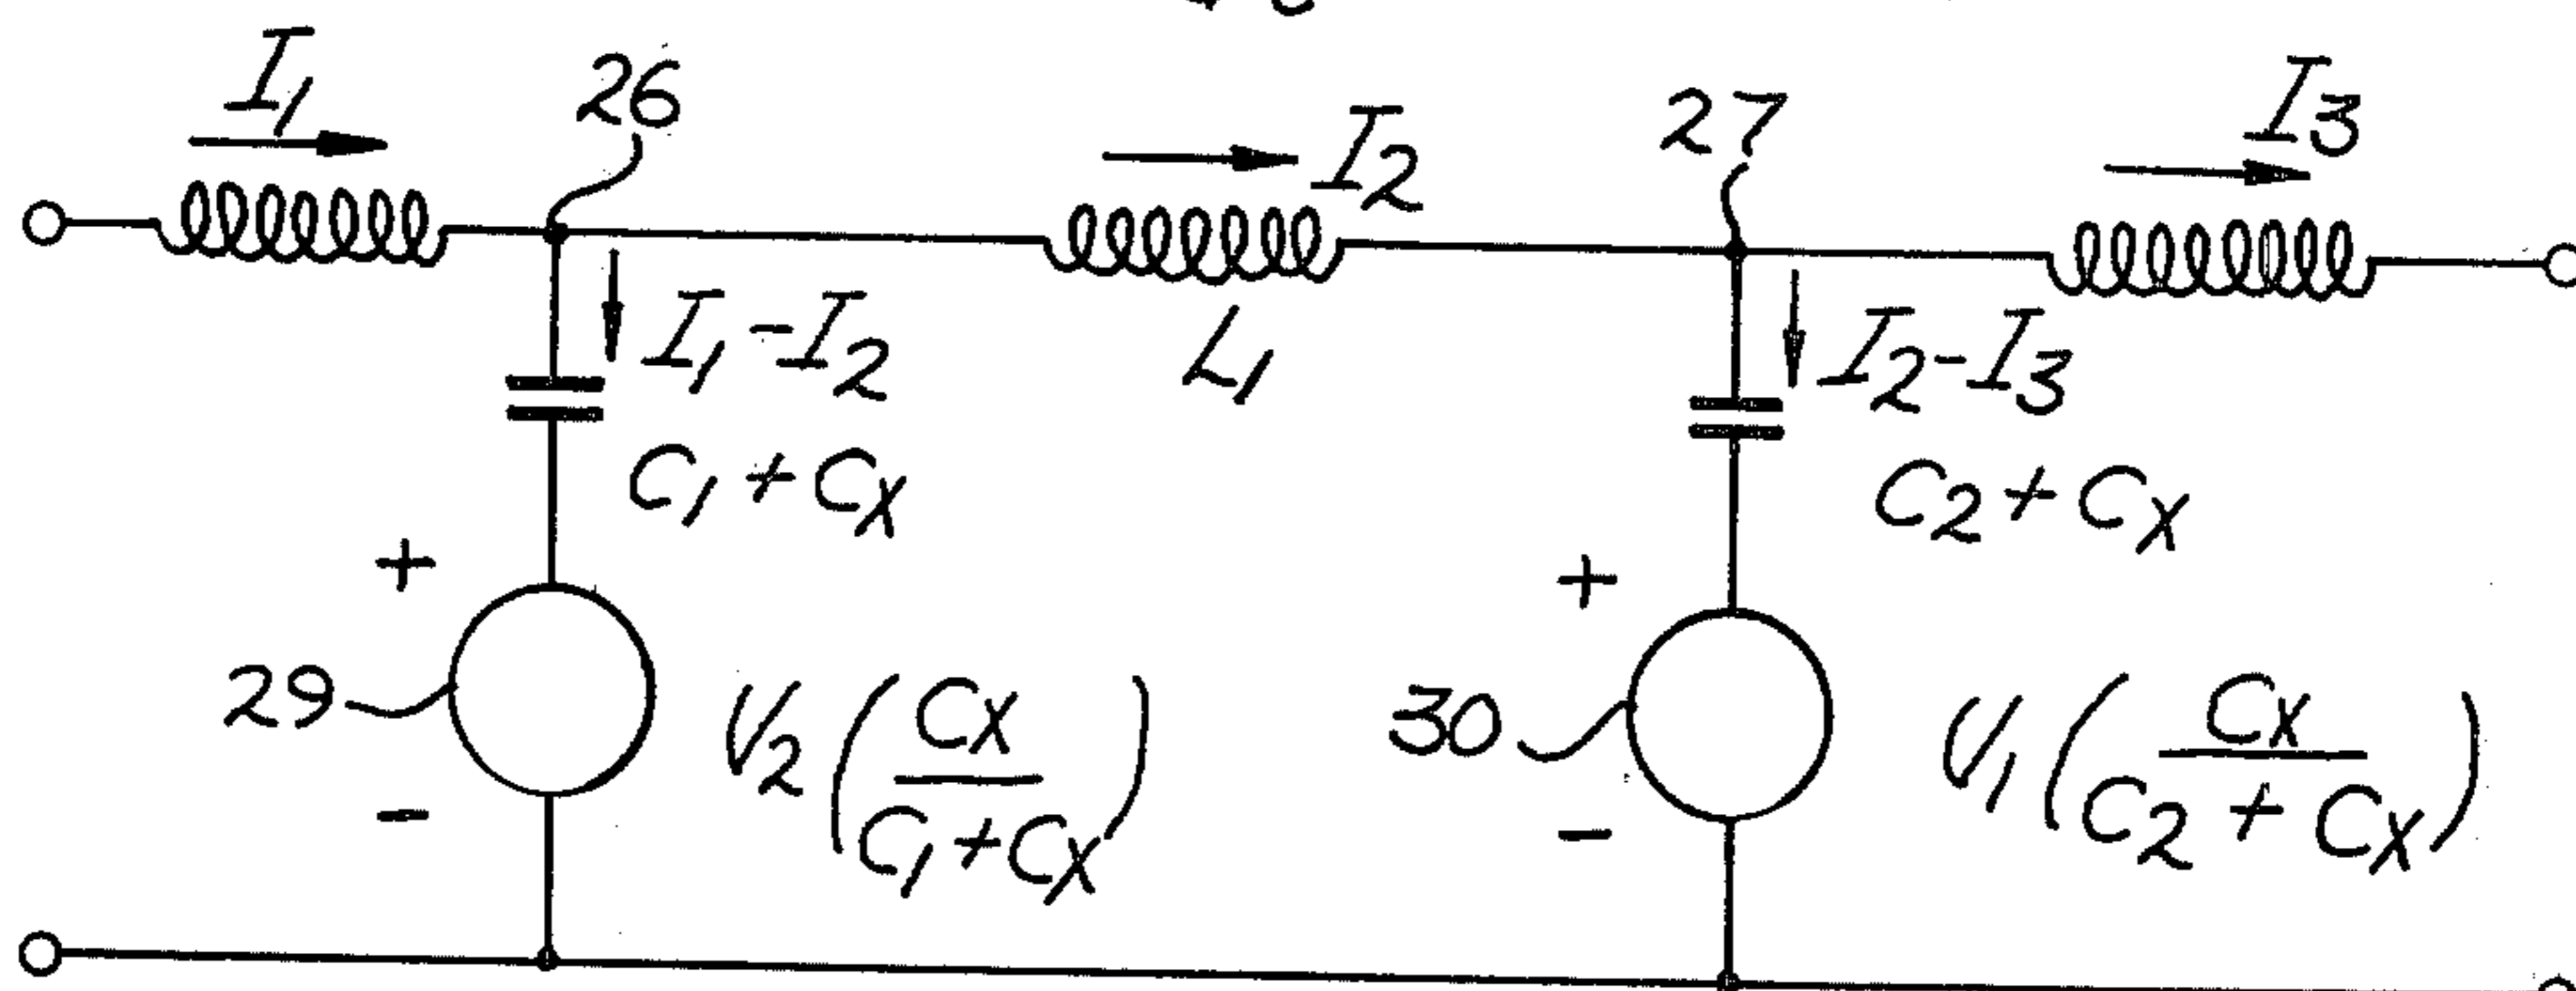 I1
26
I2
27
I3
I1-I2
L1
I2-I3
C1+Cx
C2+Cx
+
+
29
V2(Cx/C1+Cx)
30
V1(Cx/C2+Cx)
-
-